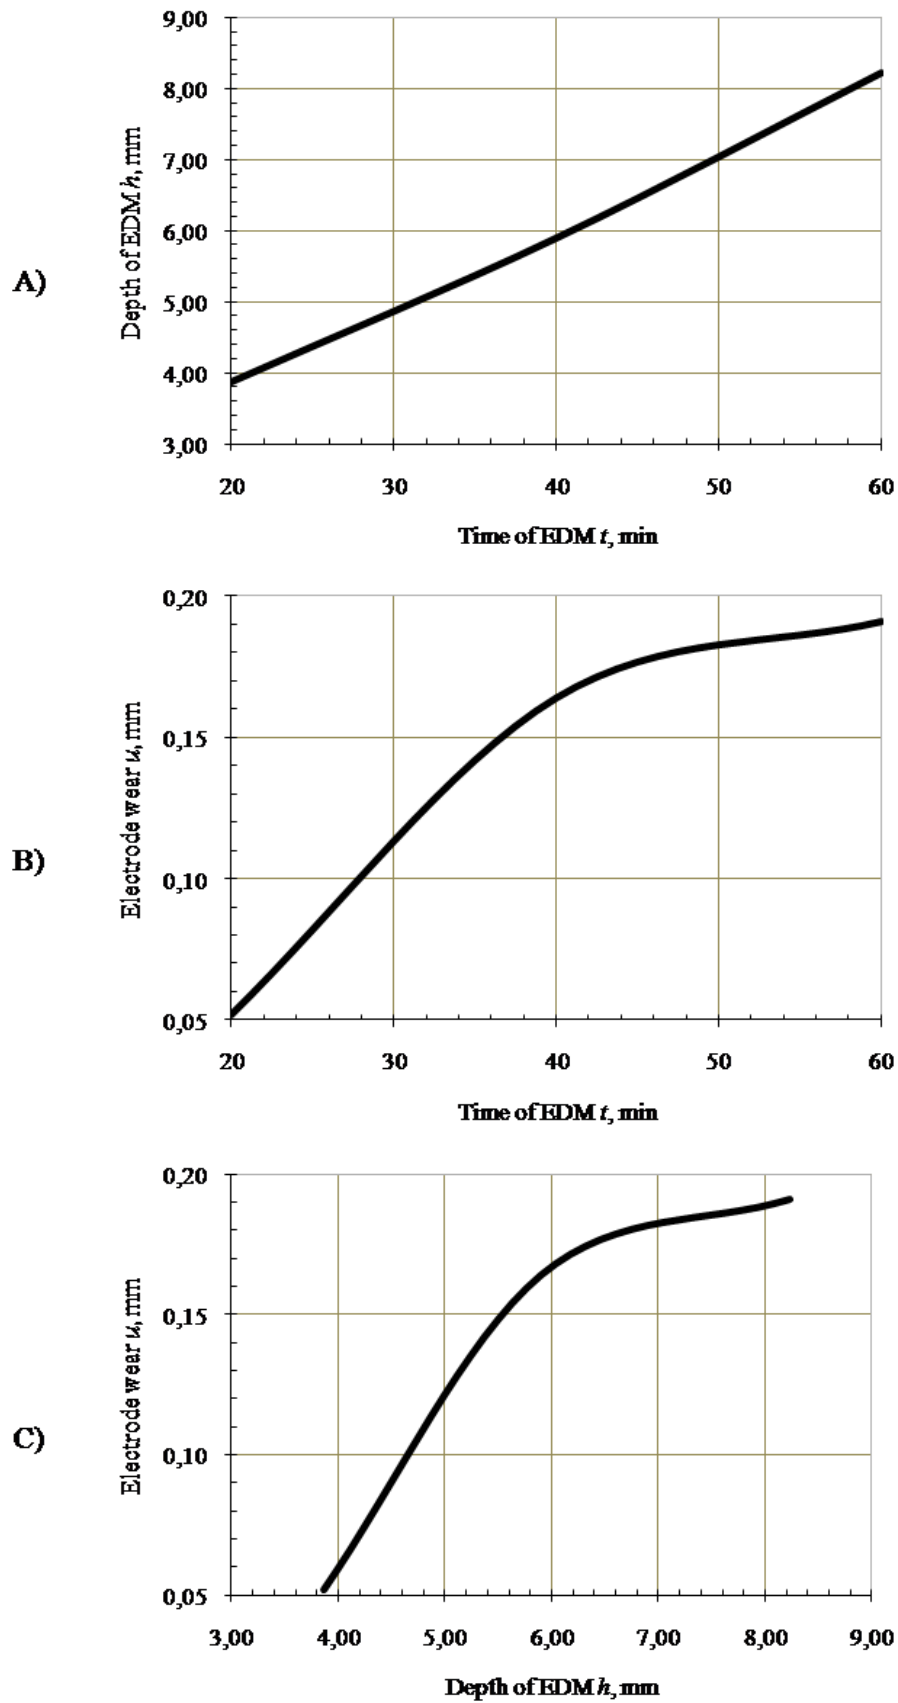 A)
Depth of EDM h, mm
9,00
8,00
7,00
6,00
5,00
4,00
3,00
20 30 40 50 60
Time of EDM t, min
B)
Electrode wear u, mm
0,20
0,15
0,10
0,05
20 30 40 50 60
Time of EDM t, min
C)
Electrode wear u, mm
0,20
0,15
0,10
0,05
3,00 4,00 5,00 6,00 7,00 8,00 9,00
Depth of EDM h, mm